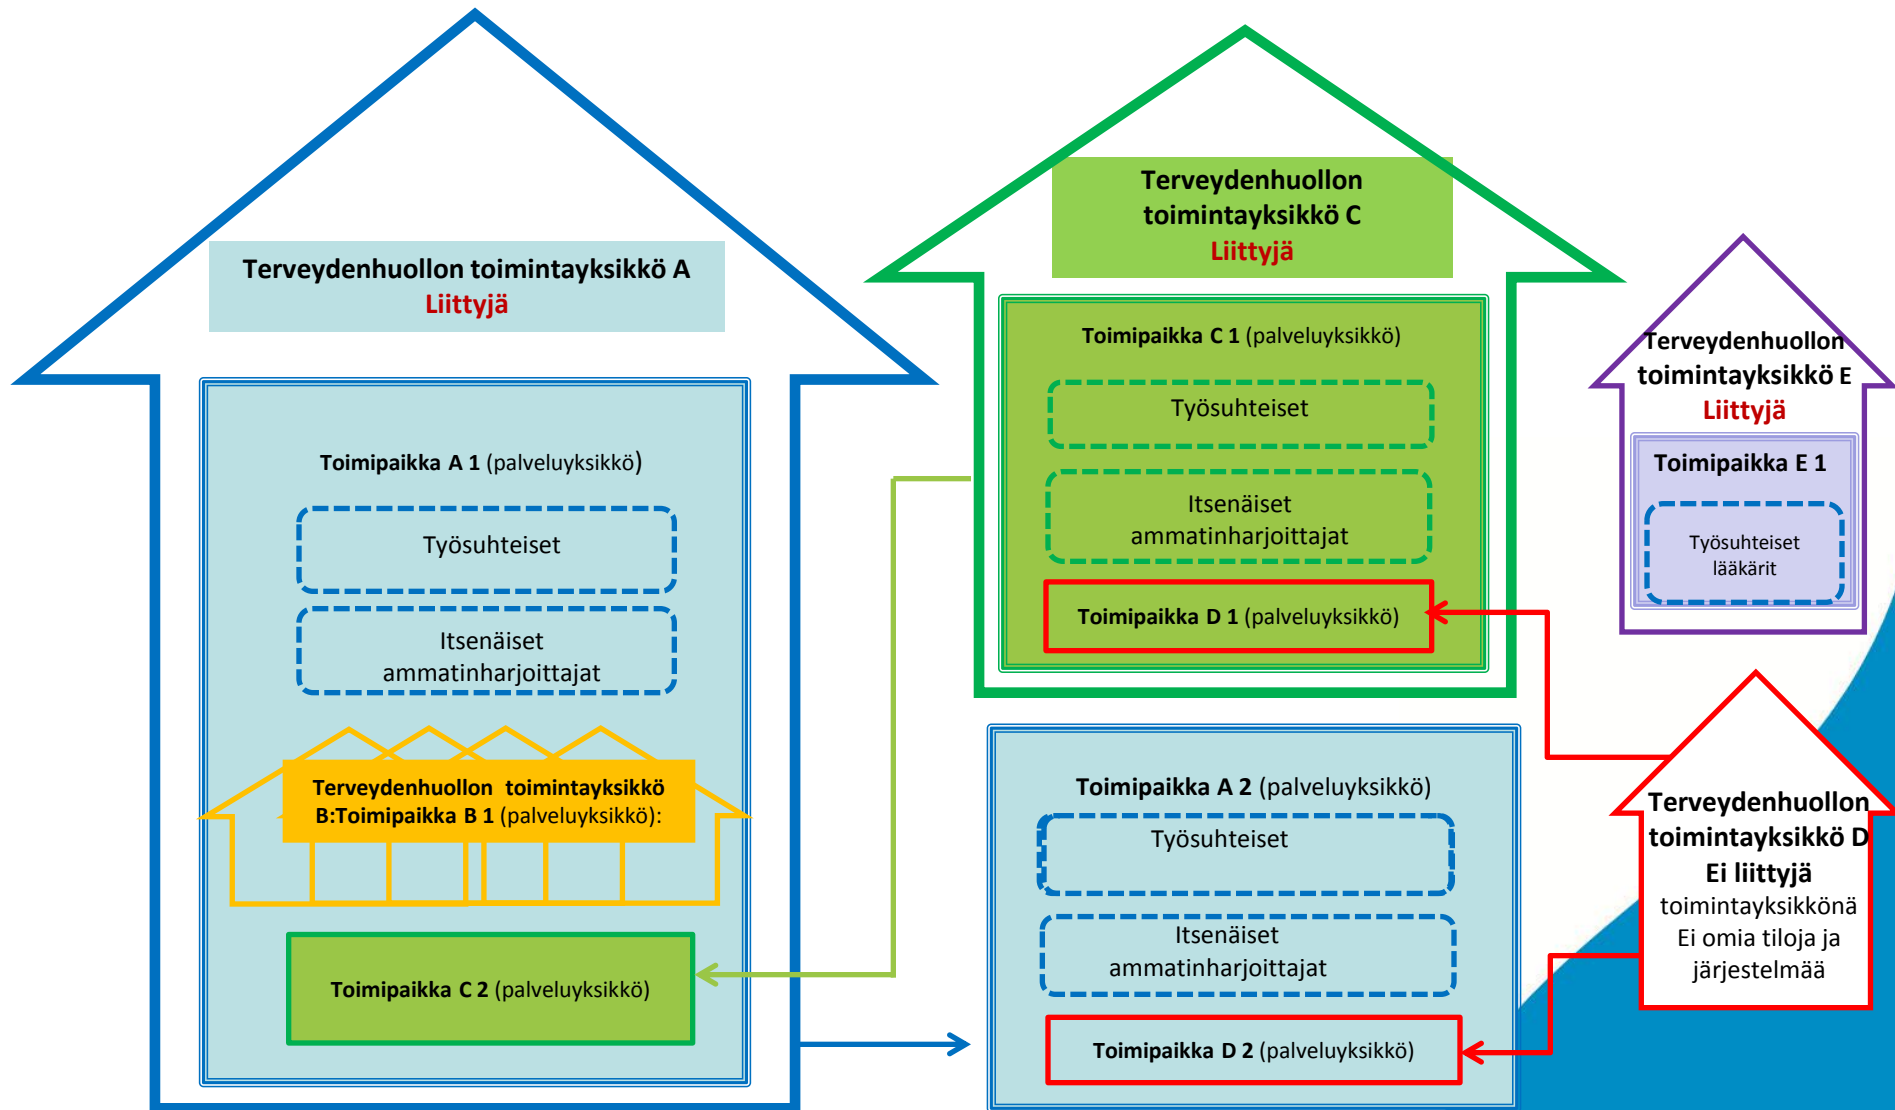 Terveydenhuollon toimintayksikkö A
Liittyjä
Toimipaikka A 1 (palveluyksikkö)
Työsuhteiset
Itsenäiset
ammatinharjoittajat
Terveydenhuollon toimintayksikkö
B:Toimipaikka B 1 (palveluyksikkö):
Toimipaikka C 2 (palveluyksikkö)
Terveydenhuollon
toimintayksikkö C
Liittyjä
Toimipaikka C 1 (palveluyksikkö)
Työsuhteiset
Itsenäiset
ammatinharjoittajat
Toimipaikka D 1 (palveluyksikkö)
Toimipaikka A 2 (palveluyksikkö)
Työsuhteiset
Itsenäiset
ammatinharjoittajat
Toimipaikka D 2 (palveluyksikkö)
Terveydenhuollon
toimintayksikkö E
Liittyjä
Toimipaikka E 1
Työsuhteiset
lääkärit
Terveydenhuollon
toimintayksikkö D
Ei liittyjä
toimintayksikkönä
Ei omia tiloja ja
järjestelmää